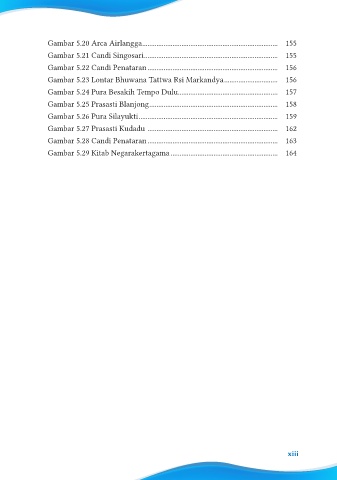 Gambar 5.20 Arca Airlangga.................................................................... 155
Gambar 5.21 Candi Singosari................................................................... 155
Gambar 5.22 Candi Penataran ................................................................. 156
Gambar 5.23 Lontar Bhuwana Tattwa Rsi Markandya........................... 156
Gambar 5.24 Pura Besakih Tempo Dulu.................................................. 157
Gambar 5.25 Prasasti Blanjong................................................................ 158
Gambar 5.26 Pura Silayukti...................................................................... 159
Gambar 5.27 Prasasti Kudadu ................................................................. 162
Gambar 5.28 Candi Penataran ................................................................. 163
Gambar 5.29 Kitab Negarakertagama ..................................................... 164
xiii